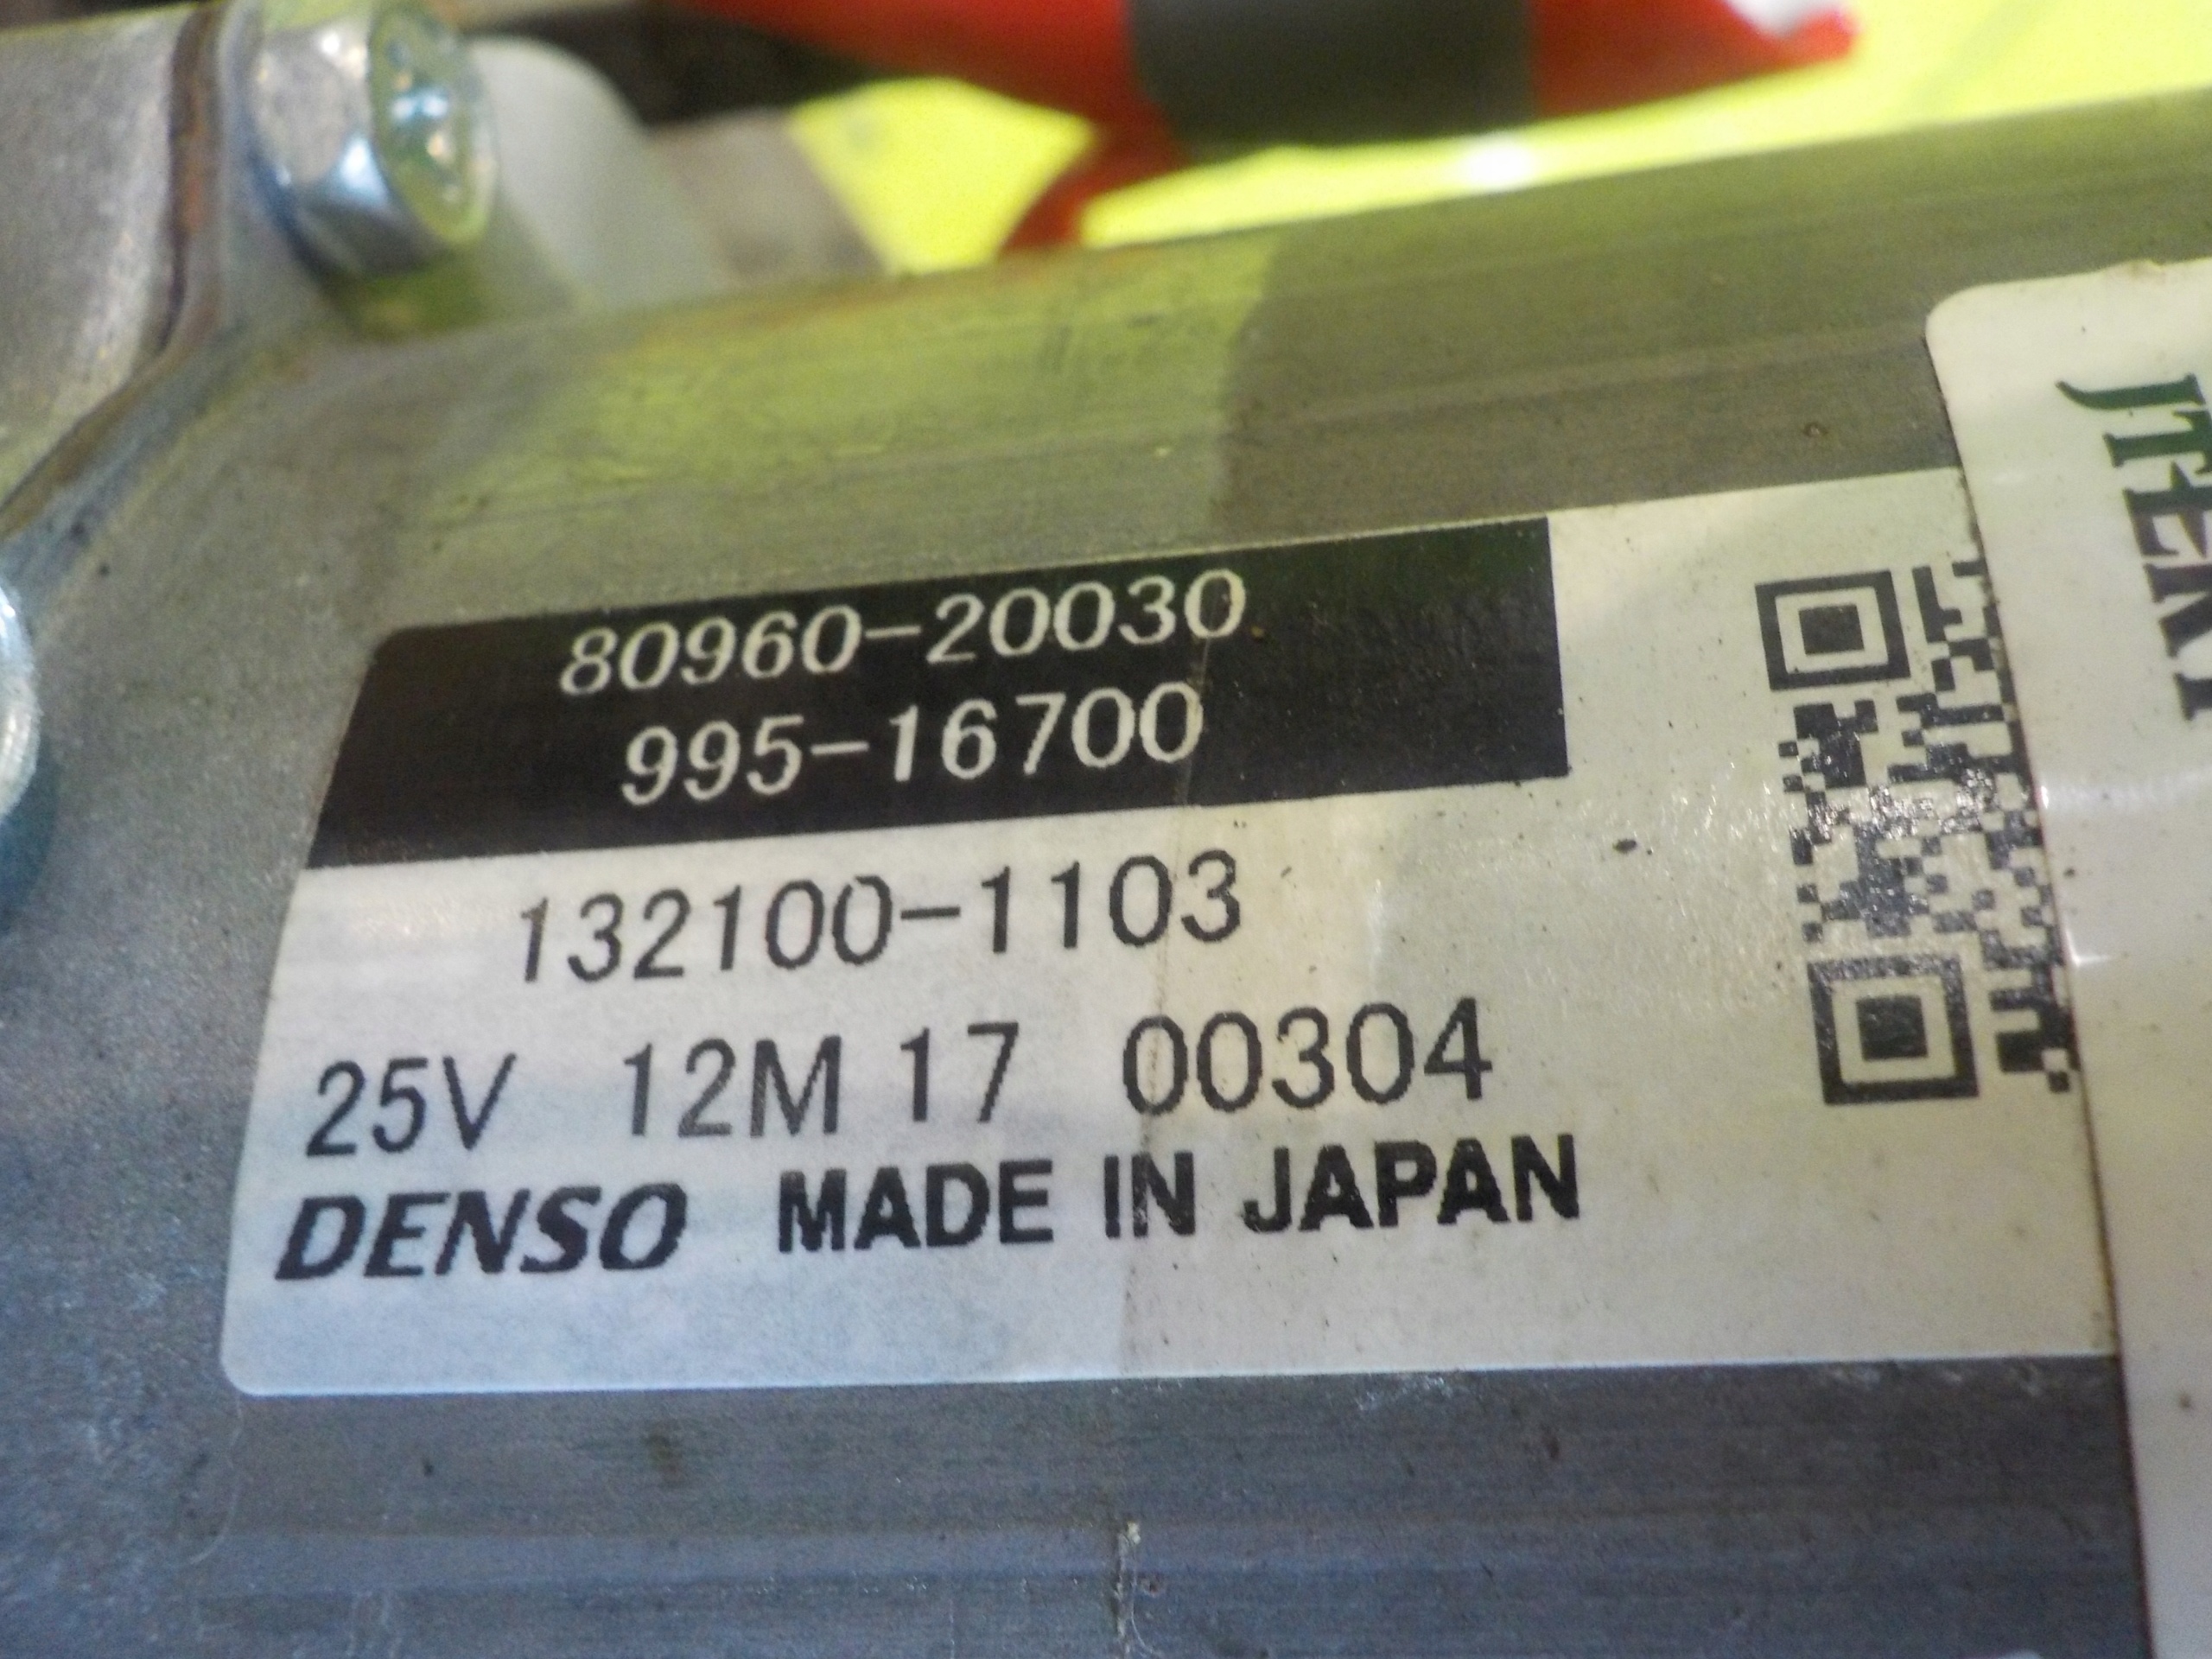 80960-20030
995-16700
132100-1103
25V 12M 17 00304
DENSO MADE IN JAPAN